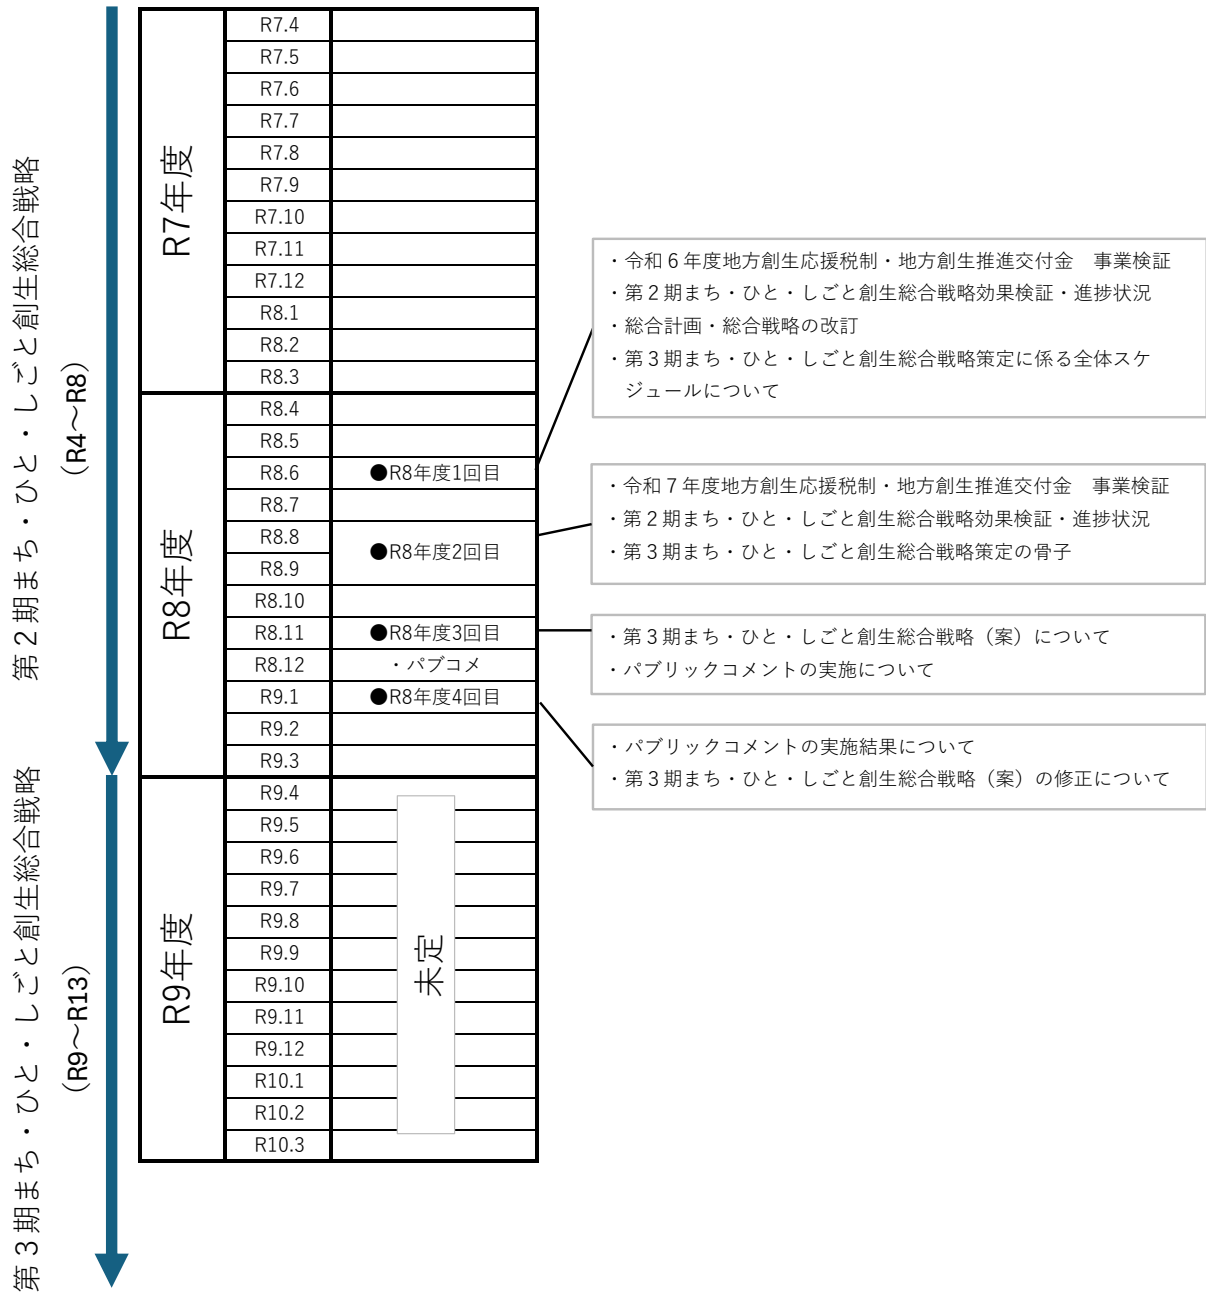 第２期まち・ひと・しごと創生総合戦略
（R4～R8）
第３期まち・ひと・しごと創生総合戦略
（R9～R13）
R7年度
R7.4
R7.5
R7.6
R7.7
R7.8
R7.9
R7.10
R7.11
R7.12
R8.1
R8.2
R8.3
R8年度
R8.4
R8.5
R8.6 ●R8年度1回目
R8.7
R8.8
●R8年度2回目
R8.9
R8.10
R8.11 ●R8年度3回目
R8.12 ・パブコメ
R9.1 ●R8年度4回目
R9.2
R9.3
R9年度
R9.4
R9.5
R9.6
R9.7
R9.8
R9.9
R9.10
R9.11
R9.12
R10.1
R10.2
R10.3
未定
・令和６年度地方創生応援税制・地方創生推進交付金　事業検証
・第２期まち・ひと・しごと創生総合戦略効果検証・進捗状況
・総合計画・総合戦略の改訂
・第３期まち・ひと・しごと創生総合戦略策定に係る全体スケ
ジュールについて
・令和７年度地方創生応援税制・地方創生推進交付金　事業検証
・第２期まち・ひと・しごと創生総合戦略効果検証・進捗状況
・第３期まち・ひと・しごと創生総合戦略策定の骨子
・第３期まち・ひと・しごと創生総合戦略（案）について
・パブリックコメントの実施について
・パブリックコメントの実施結果について
・第３期まち・ひと・しごと創生総合戦略（案）の修正について